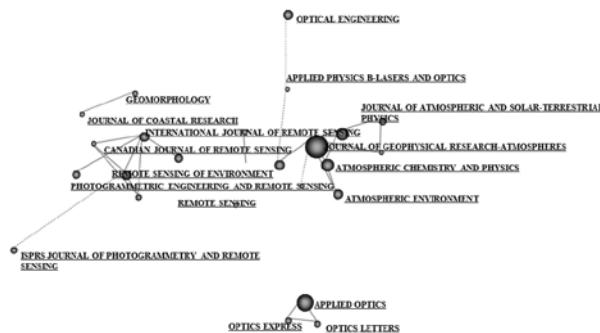 OPTICAL ENGINEERING
APPLIED PHYSICS B-LASERS AND OPTICS
GEOMORPHOLOGY
JOURNAL OF ATMOSPHERIC AND SOLAR-TERRESTRIAL
PHYSICS
JOURNAL OF COASTAL RESEARCH
INTERNATIONAL JOURNAL OF REMOTE SENSING
CANADIAN JOURNAL OF REMOTE SENSING
JOURNAL OF GEOPHYSICAL RESEARCH-ATMOSPHERES
REMOTE SENSING OF ENVIRONMENT
ATMOSPHERIC CHEMISTRY AND PHYSICS
PHOTOGRAMMETRIC ENGINEERING AND REMOTE SENSING
REMOTE SENSING
ATMOSPHERIC ENVIRONMENT
ISPRS JOURNAL OF PHOTOGRAMMETRY AND REMOTE
SENSING
APPLIED OPTICS
OPTICS EXPRESS
OPTICS LETTERS